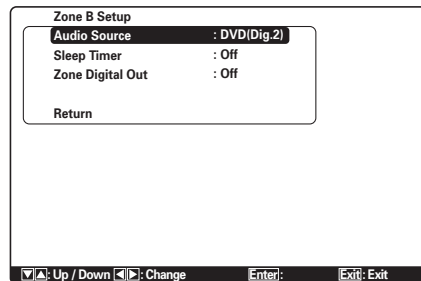 Zone B Setup
Audio Source : DVD(Dig.2)
Sleep Timer : Off
Zone Digital Out : Off
Return
▼▲: Up / Down ◀▶: Change Enter: Exit: Exit